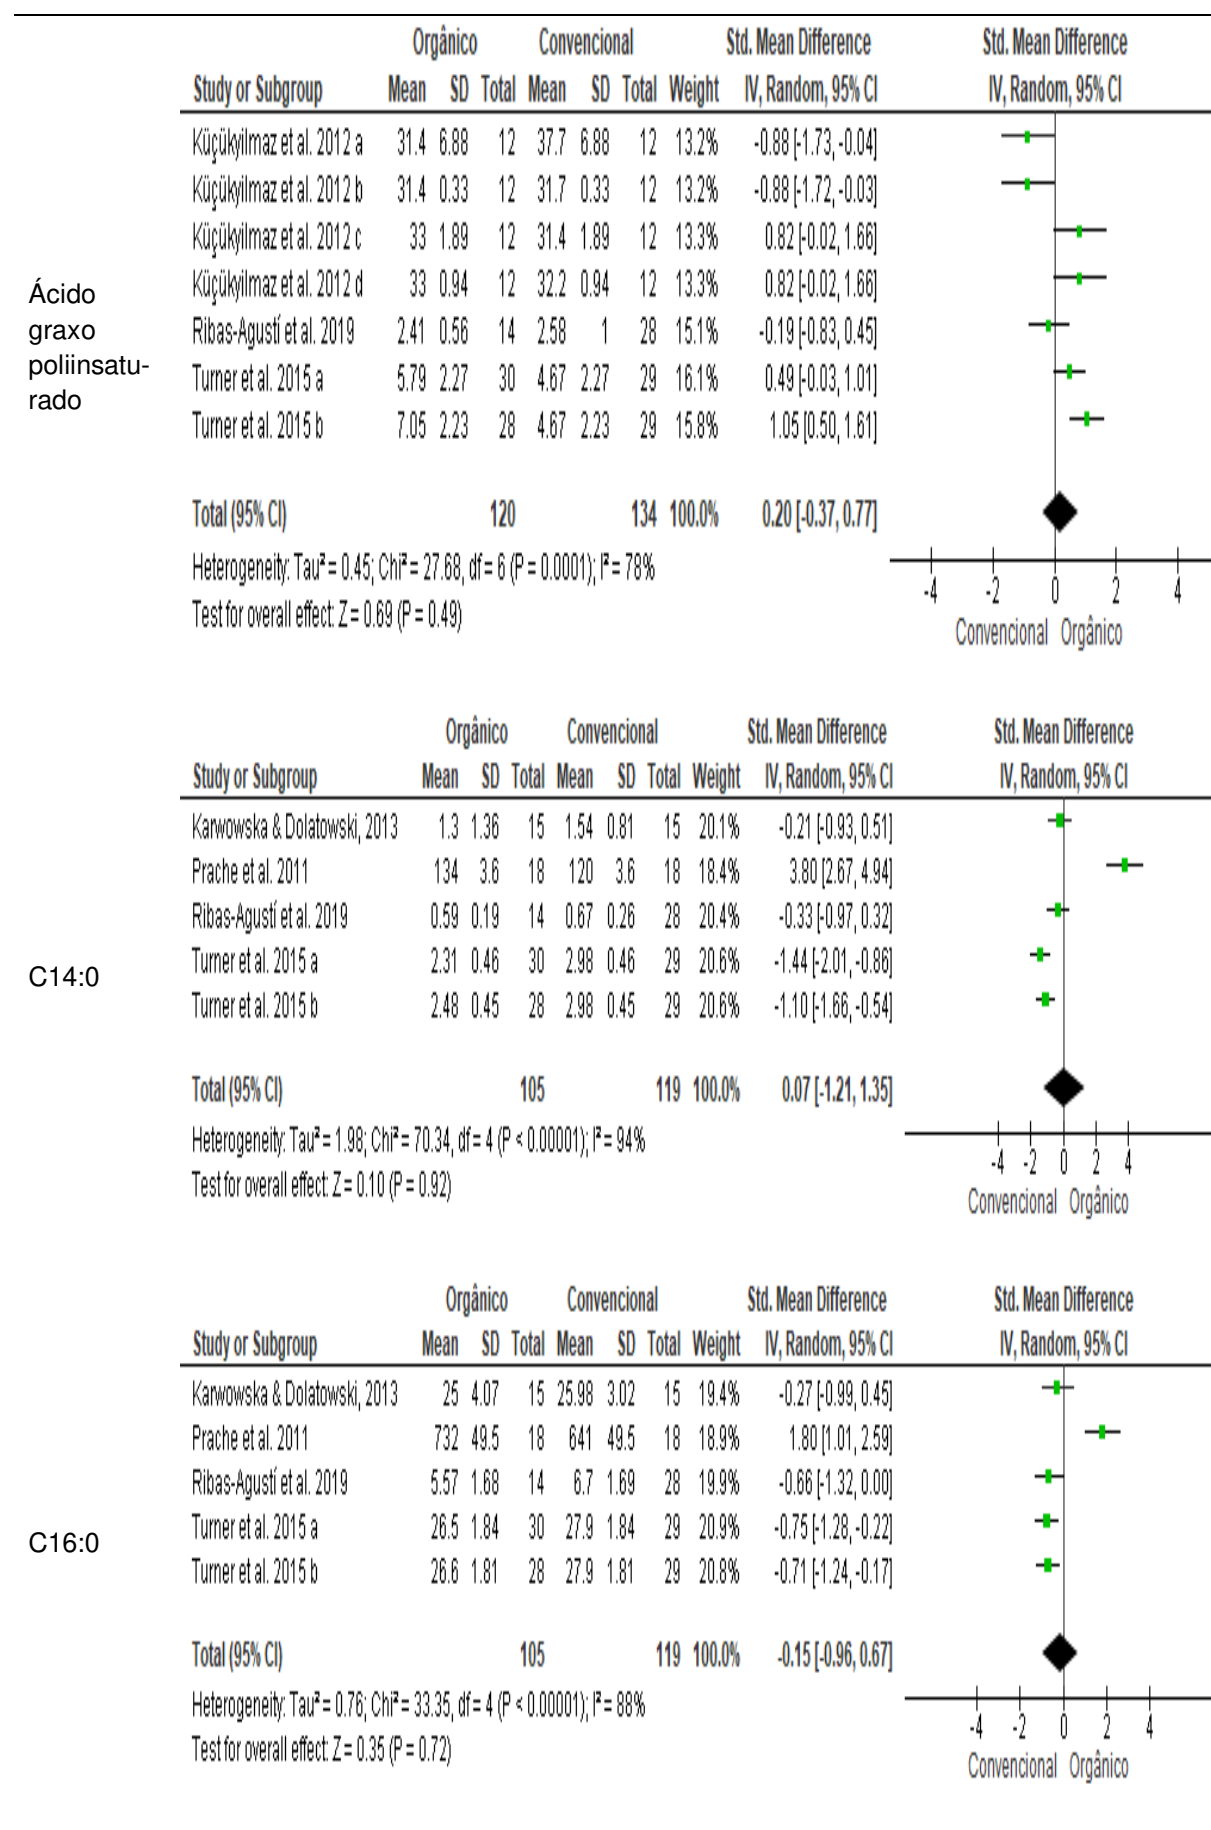 Orgânico Convencional Std. Mean Difference Std. Mean Difference
Study or Subgroup Mean SD Total Mean SD Total Weight IV, Random, 95% CI IV, Random, 95% CI
Küçükyilmaz et al. 2012 a 31.4 6.88 12 37.7 6.88 12 13.2% -0.88 [-1.73, -0.04]
Küçükyilmaz et al. 2012 b 31.4 0.33 12 31.7 0.33 12 13.2% -0.88 [-1.72, -0.03]
Küçükyilmaz et al. 2012 c 33 1.89 12 31.4 1.89 12 13.3% 0.82 [-0.02, 1.66]
Küçükyilmaz et al. 2012 d 33 0.94 12 32.2 0.94 12 13.3% 0.82 [-0.02, 1.66]
Ribas-Agustí et al. 2019 2.41 0.56 14 2.58 1 28 15.1% -0.19 [-0.83, 0.45]
Turner et al. 2015 a 5.79 2.27 30 4.67 2.27 29 16.1% 0.49 [-0.03, 1.01]
Turner et al. 2015 b 7.05 2.23 28 4.67 2.23 29 15.8% 1.05 [0.50, 1.61]
Ácido
graxo
poliinsatu-
rado
Total (95% CI) 120 134 100.0% 0.20 [-0.37, 0.77]
Heterogeneity: Tau² = 0.45; Chi² = 27.68, df = 6 (P = 0.0001); I² = 78%
Test for overall effect: Z = 0.69 (P = 0.49)
-4 -2 0 2 4
Convencional Orgânico
Orgânico Convencional Std. Mean Difference Std. Mean Difference
Study or Subgroup Mean SD Total Mean SD Total Weight IV, Random, 95% CI IV, Random, 95% CI
Karwowska & Dolatowski, 2013 1.3 1.36 15 1.54 0.81 15 20.1% -0.21 [-0.93, 0.51]
Prache et al. 2011 134 3.6 18 120 3.6 18 18.4% 3.80 [2.67, 4.94]
Ribas-Agustí et al. 2019 0.59 0.19 14 0.67 0.26 28 20.4% -0.33 [-0.97, 0.32]
Turner et al. 2015 a 2.31 0.46 30 2.98 0.46 29 20.6% -1.44 [-2.01, -0.86]
Turner et al. 2015 b 2.48 0.45 28 2.98 0.45 29 20.6% -1.10 [-1.66, -0.54]
C14:0
Total (95% CI) 105 119 100.0% 0.07 [-1.21, 1.35]
Heterogeneity: Tau² = 1.98; Chi² = 70.34, df = 4 (P < 0.00001); I² = 94%
Test for overall effect: Z = 0.10 (P = 0.92)
-4 -2 0 2 4
Convencional Orgânico
Orgânico Convencional Std. Mean Difference Std. Mean Difference
Study or Subgroup Mean SD Total Mean SD Total Weight IV, Random, 95% CI IV, Random, 95% CI
Karwowska & Dolatowski, 2013 25 4.07 15 25.98 3.02 15 19.4% -0.27 [-0.99, 0.45]
Prache et al. 2011 732 49.5 18 641 49.5 18 18.9% 1.80 [1.01, 2.59]
Ribas-Agustí et al. 2019 5.57 1.68 14 6.7 1.69 28 19.9% -0.66 [-1.32, 0.00]
Turner et al. 2015 a 26.5 1.84 30 27.9 1.84 29 20.9% -0.75 [-1.28, -0.22]
Turner et al. 2015 b 26.6 1.81 28 27.9 1.81 29 20.8% -0.71 [-1.24, -0.17]
C16:0
Total (95% CI) 105 119 100.0% -0.15 [-0.96, 0.67]
Heterogeneity: Tau² = 0.76; Chi² = 33.35, df = 4 (P < 0.00001); I² = 88%
Test for overall effect: Z = 0.35 (P = 0.72)
-4 -2 0 2 4
Convencional Orgânico